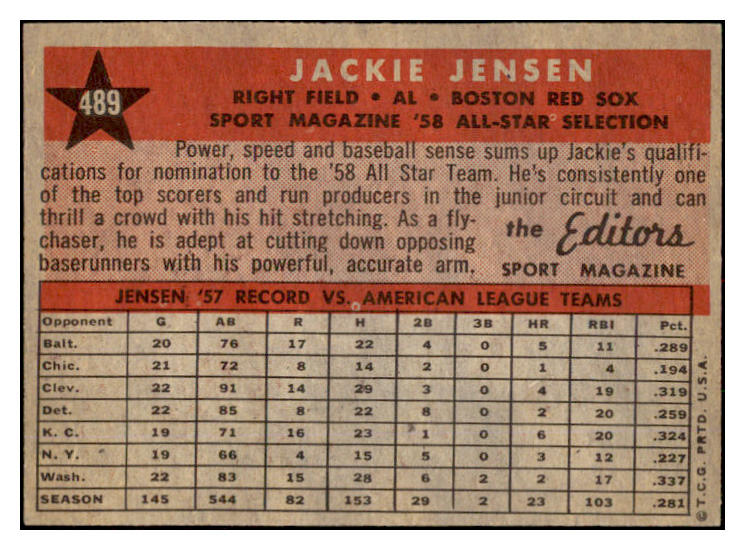 489
JACKIE JENSEN
RIGHT FIELD • AL • BOSTON RED SOX
SPORT MAGAZINE '58 ALL-STAR SELECTION
Power, speed and baseball sense sums up Jackie's qualifi-
cations for nomination to the '58 All Star Team. He's consistently one
of the top scorers and run producers in the junior circuit and can
thrill a crowd with his hit stretching. As a fly-
chaser, he is adept at cutting down opposing
baserunners with his powerful, accurate arm.
the Editors
SPORT MAGAZINE
JENSEN '57 RECORD VS. AMERICAN LEAGUE TEAMS
Opponent G AB R H 2B 3B HR RBI Pct.
Balt. 20 76 17 22 4 0 5 11 .289
Chic. 21 72 8 14 2 0 1 4 .194
Clev. 22 91 14 29 3 0 4 19 .319
Det. 22 85 8 22 8 0 2 20 .259
K. C. 19 71 16 23 1 0 6 20 .324
N. Y. 19 66 4 15 5 0 3 12 .227
Wash. 22 83 15 28 6 2 2 17 .337
SEASON 145 544 82 153 29 2 23 103 .281
© T.C.G. PRTD. U.S.A.